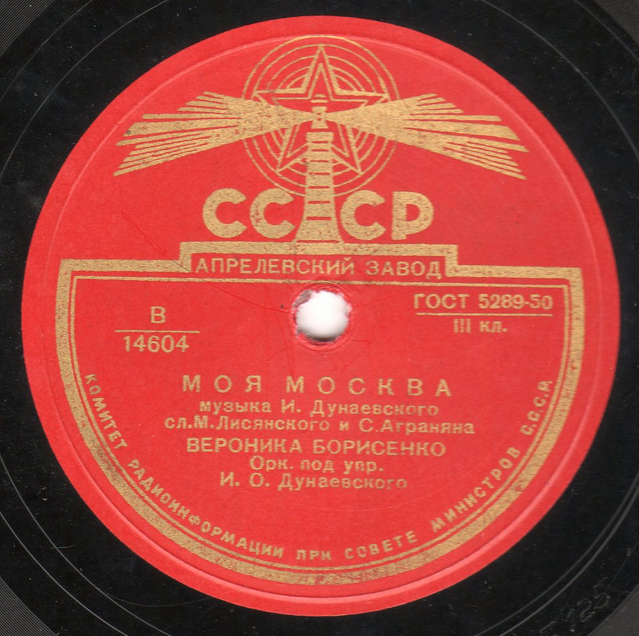 СССР
АПРЕЛЕВСКИЙ ЗАВОД
В
14604
ГОСТ 5289-50
III кл.
МОЯ МОСКВА
музыка И. Дунаевского
сл.М.Лисянского и С.Аграняна
ВЕРОНИКА БОРИСЕНКО
Орк. под упр.
И. О. Дунаевского
КОМИТЕТ РАДИОИНФОРМАЦИИ ПРИ СОВЕТЕ МИНИСТРОВ С.С.С.Р.
125